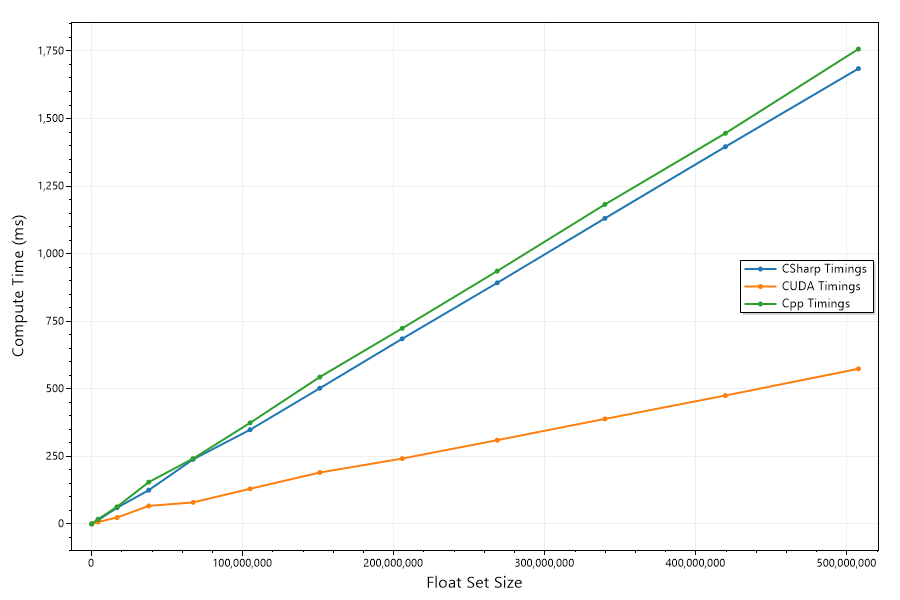 1,750
1,500
1,250
1,000
750
500
250
0
Compute Time (ms)
CSharp Timings
CUDA Timings
Cpp Timings
0
100,000,000
200,000,000
300,000,000
400,000,000
500,000,000
Float Set Size